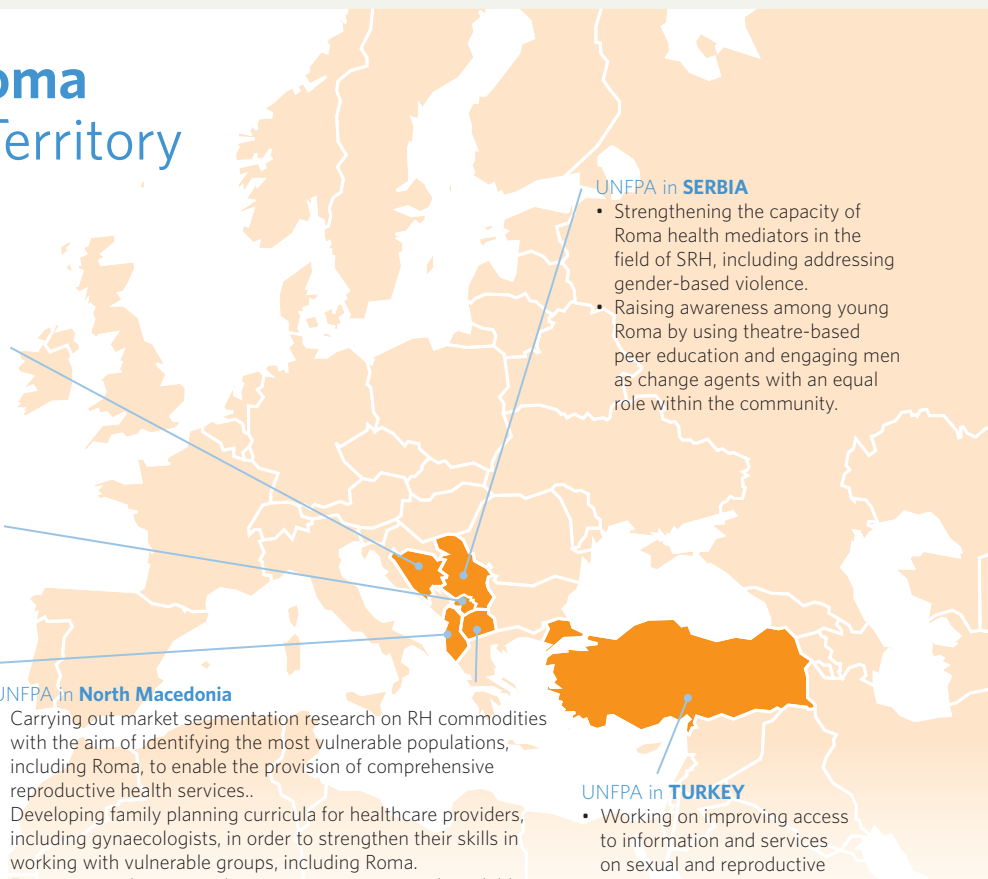 oma
Territory
UNFPA in SERBIA
• Strengthening the capacity of
Roma health mediators in the
field of SRH, including addressing
gender-based violence.
• Raising awareness among young
Roma by using theatre-based
peer education and engaging men
as change agents with an equal
role within the community.
UNFPA in North Macedonia
Carrying out market segmentation research on RH commodities
with the aim of identifying the most vulnerable populations,
including Roma, to enable the provision of comprehensive
reproductive health services..
Developing family planning curricula for healthcare providers,
including gynaecologists, in order to strengthen their skills in
working with vulnerable groups, including Roma.
UNFPA in TURKEY
• Working on improving access
to information and services
on sexual and reproductive